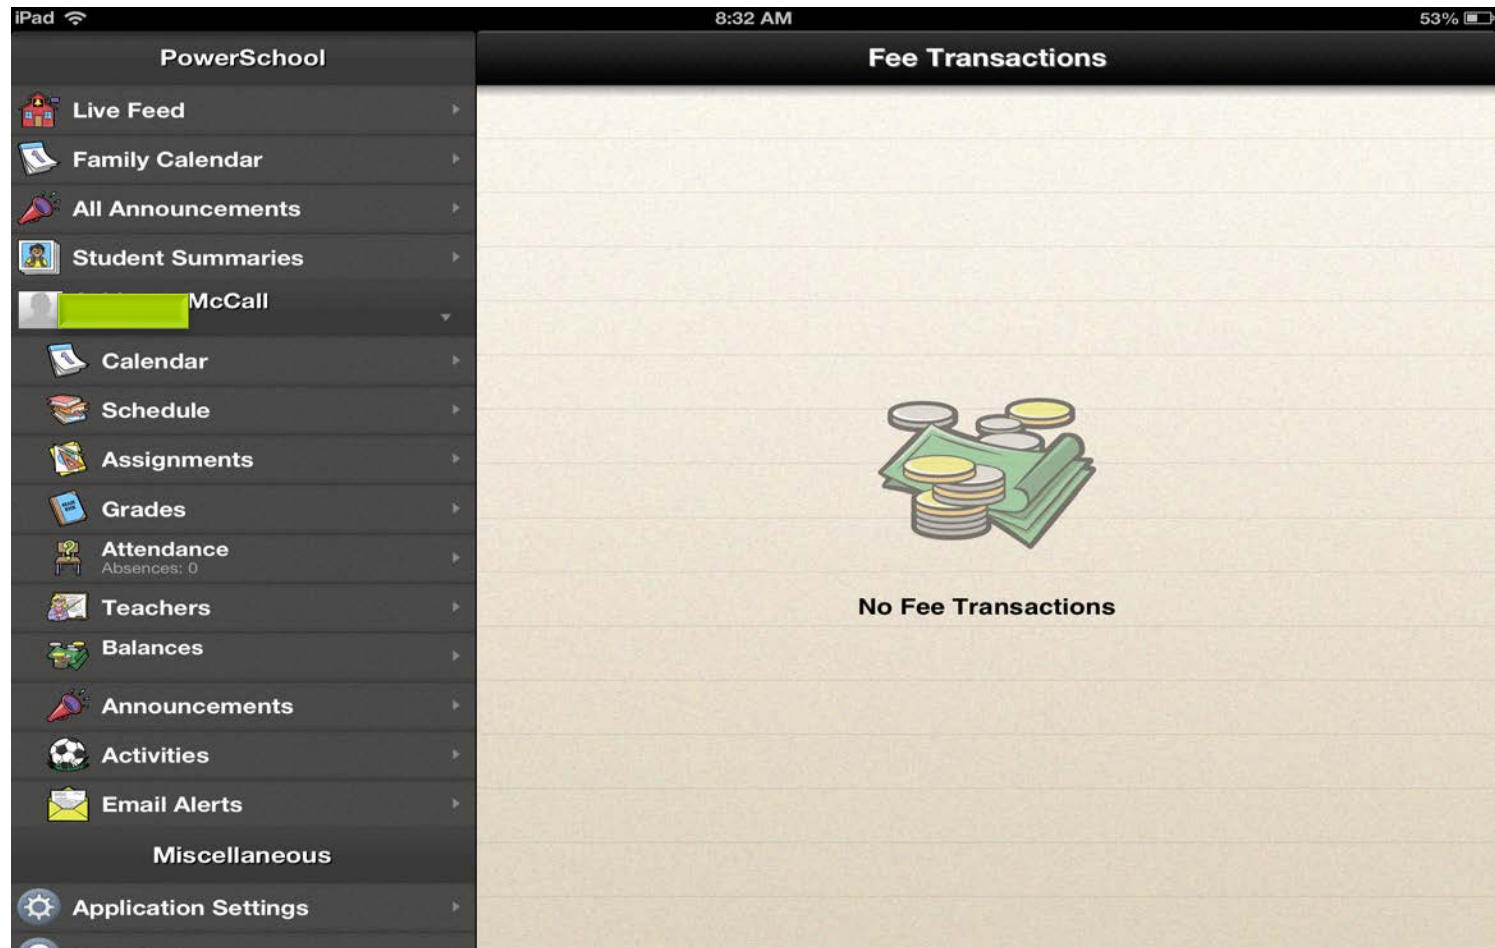 iPad
8:32 AM
53%
PowerSchool
Fee Transactions
Live Feed
Family Calendar
All Announcements
Student Summaries
McCall
Calendar
Schedule
Assignments
Grades
Attendance
Absences: 0
Teachers
Balances
Announcements
Activities
Email Alerts
Miscellaneous
Application Settings
No Fee Transactions